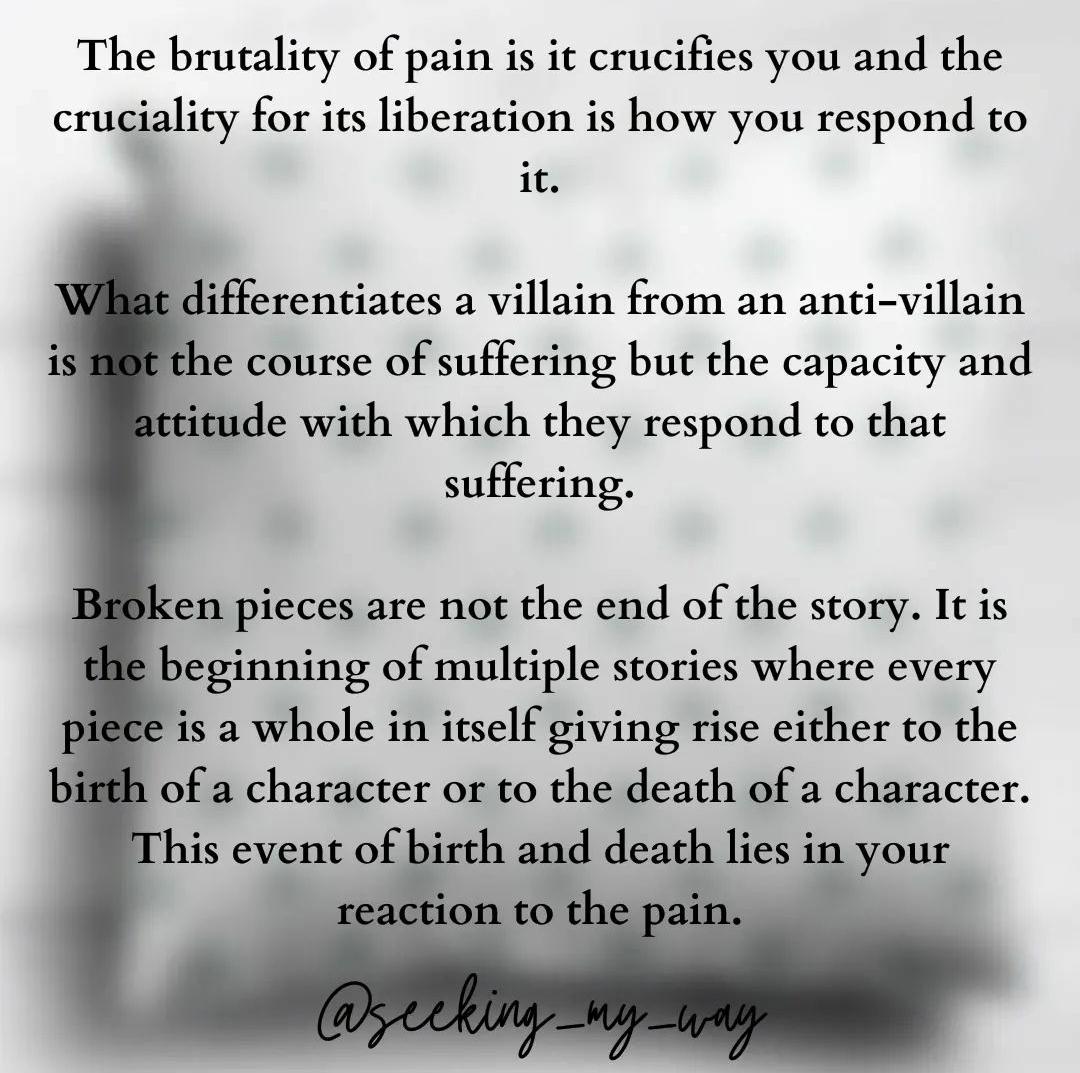 The brutality of pain is it crucifies you and the
cruciality for its liberation is how you respond to
it.
What differentiates a villain from an anti-villain
is not the course of suffering but the capacity and
attitude with which they respond to that
suffering.
Broken pieces are not the end of the story. It is
the beginning of multiple stories where every
piece is a whole in itself giving rise either to the
birth of a character or to the death of a character.
This event of birth and death lies in your
reaction to the pain.
@seeking_my_way